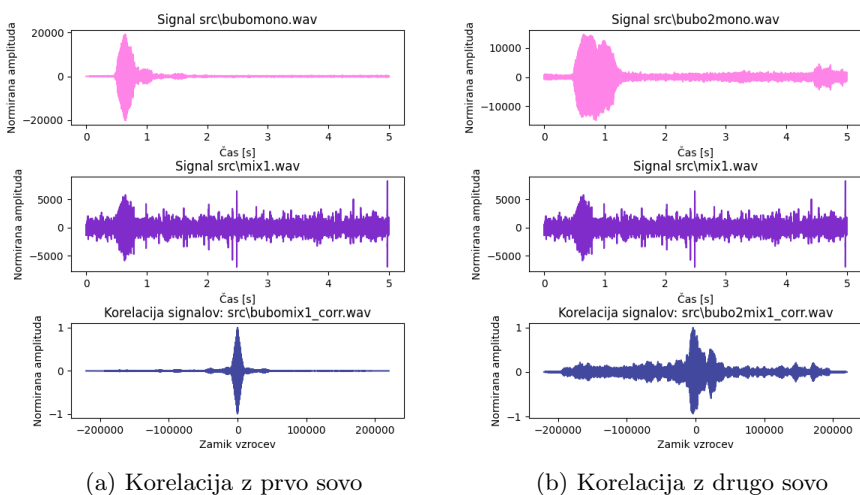 Signal src\bubomono.wav
Normirana amplituda
20000
0
−20000
0 1 2 3 4 5
Čas [s]
Signal src\mix1.wav
Normirana amplituda
5000
0
−5000
0 1 2 3 4 5
Čas [s]
Korelacija signalov: src\bubomix1_corr.wav
Normirana amplituda
1
0
−1
−200000 −100000 0 100000 200000
Zamik vzrocev
(a) Korelacija z prvo sovo
Signal src\bubo2mono.wav
Normirana amplituda
10000
0
−10000
0 1 2 3 4 5
Čas [s]
Signal src\mix1.wav
Normirana amplituda
5000
0
−5000
0 1 2 3 4 5
Čas [s]
Korelacija signalov: src\bubo2mix1_corr.wav
Normirana amplituda
1
0
−1
−200000 −100000 0 100000 200000
Zamik vzrocev
(b) Korelacija z drugo sovo